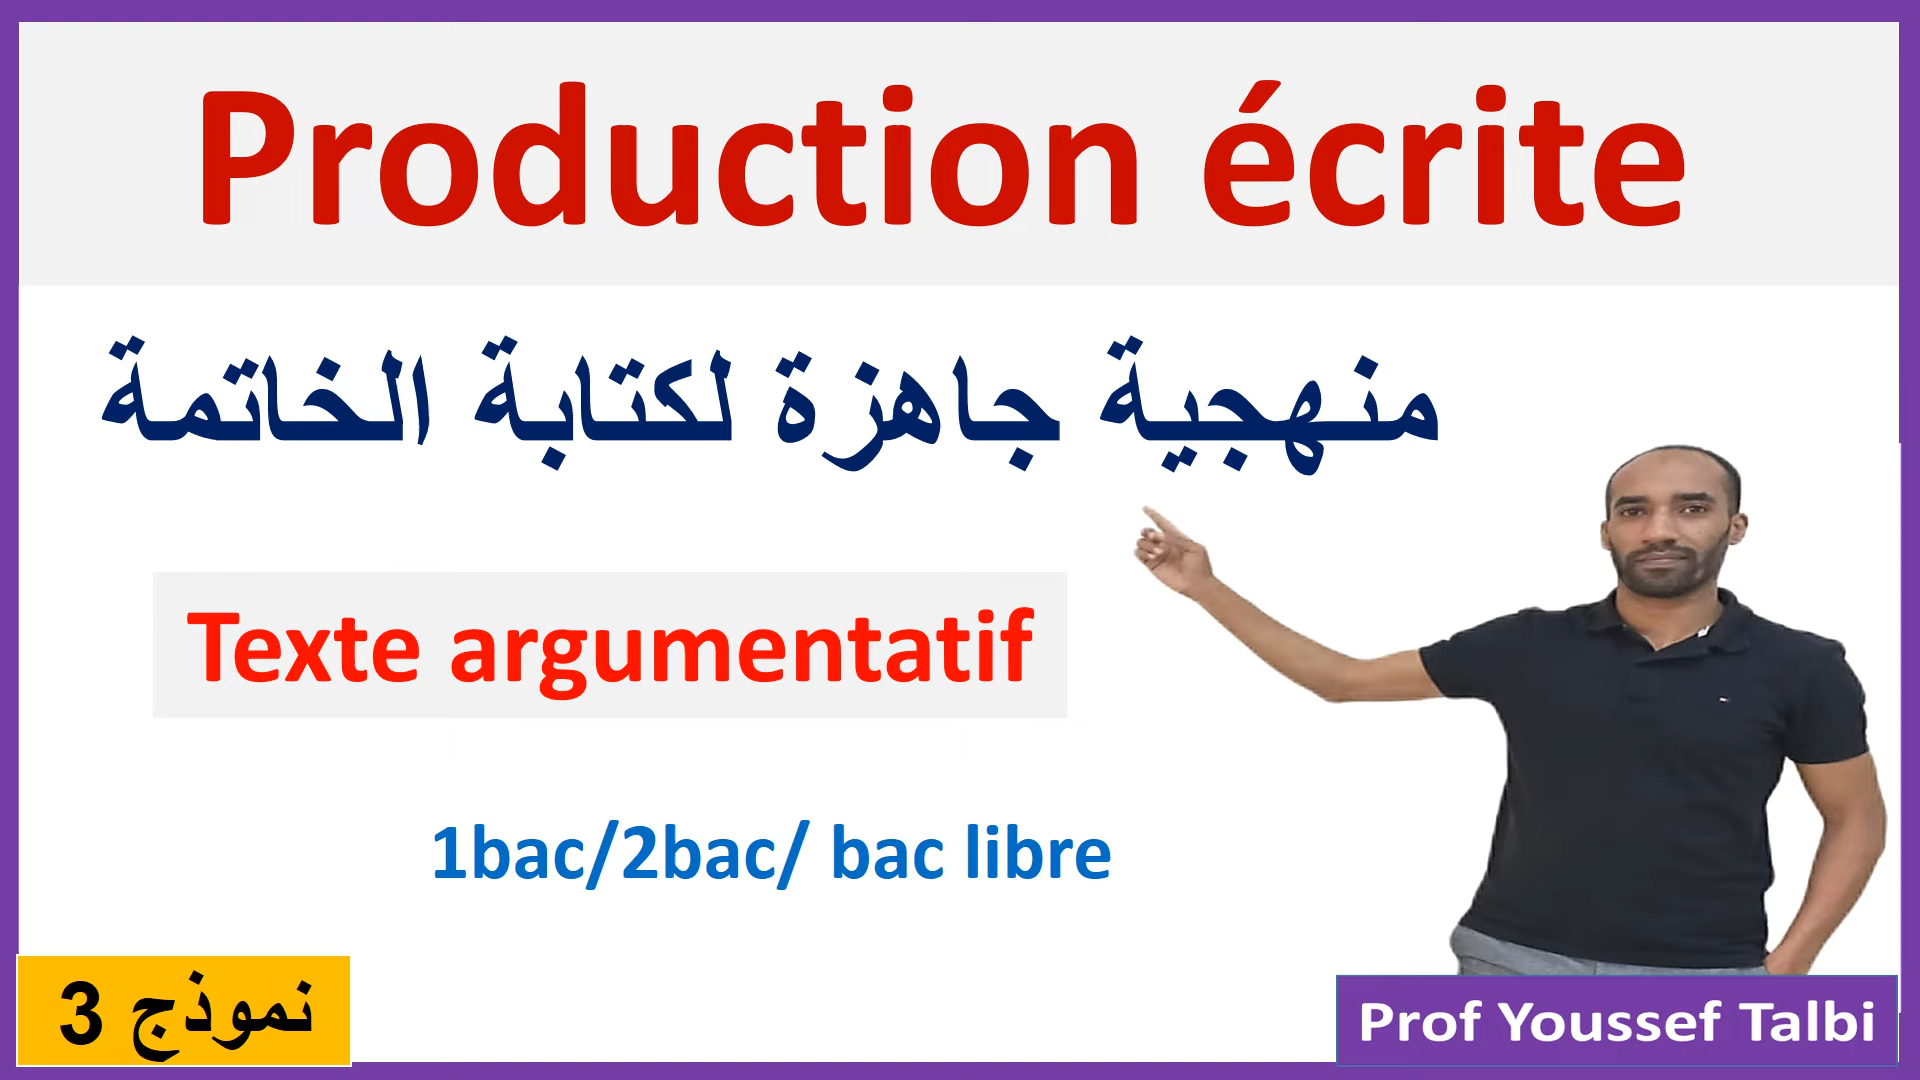 Production écrite
منهجية جاهزة لكتابة الخاتمة
Texte argumentatif
1bac/2bac/ bac libre
نموذج 3
Prof Youssef Talbi